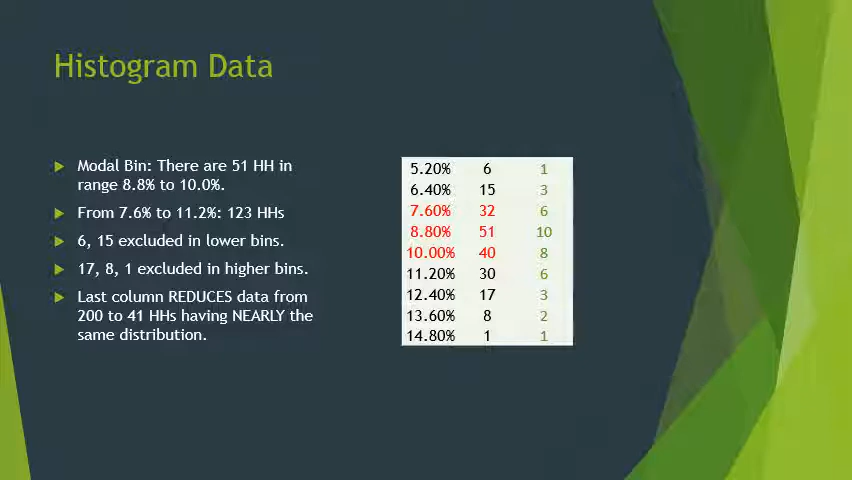 Histogram Data
Modal Bin: There are 51 HH in
range 8.8% to 10.0%.
From 7.6% to 11.2%: 123 HHs
6, 15 excluded in lower bins.
17, 8, 1 excluded in higher bins.
Last column REDUCES data from
200 to 41 HHs having NEARLY the
same distribution.
5.20% 6 1
6.40% 15 3
7.60% 32 6
8.80% 51 10
10.00% 40 8
11.20% 30 6
12.40% 17 3
13.60% 8 2
14.80% 1 1